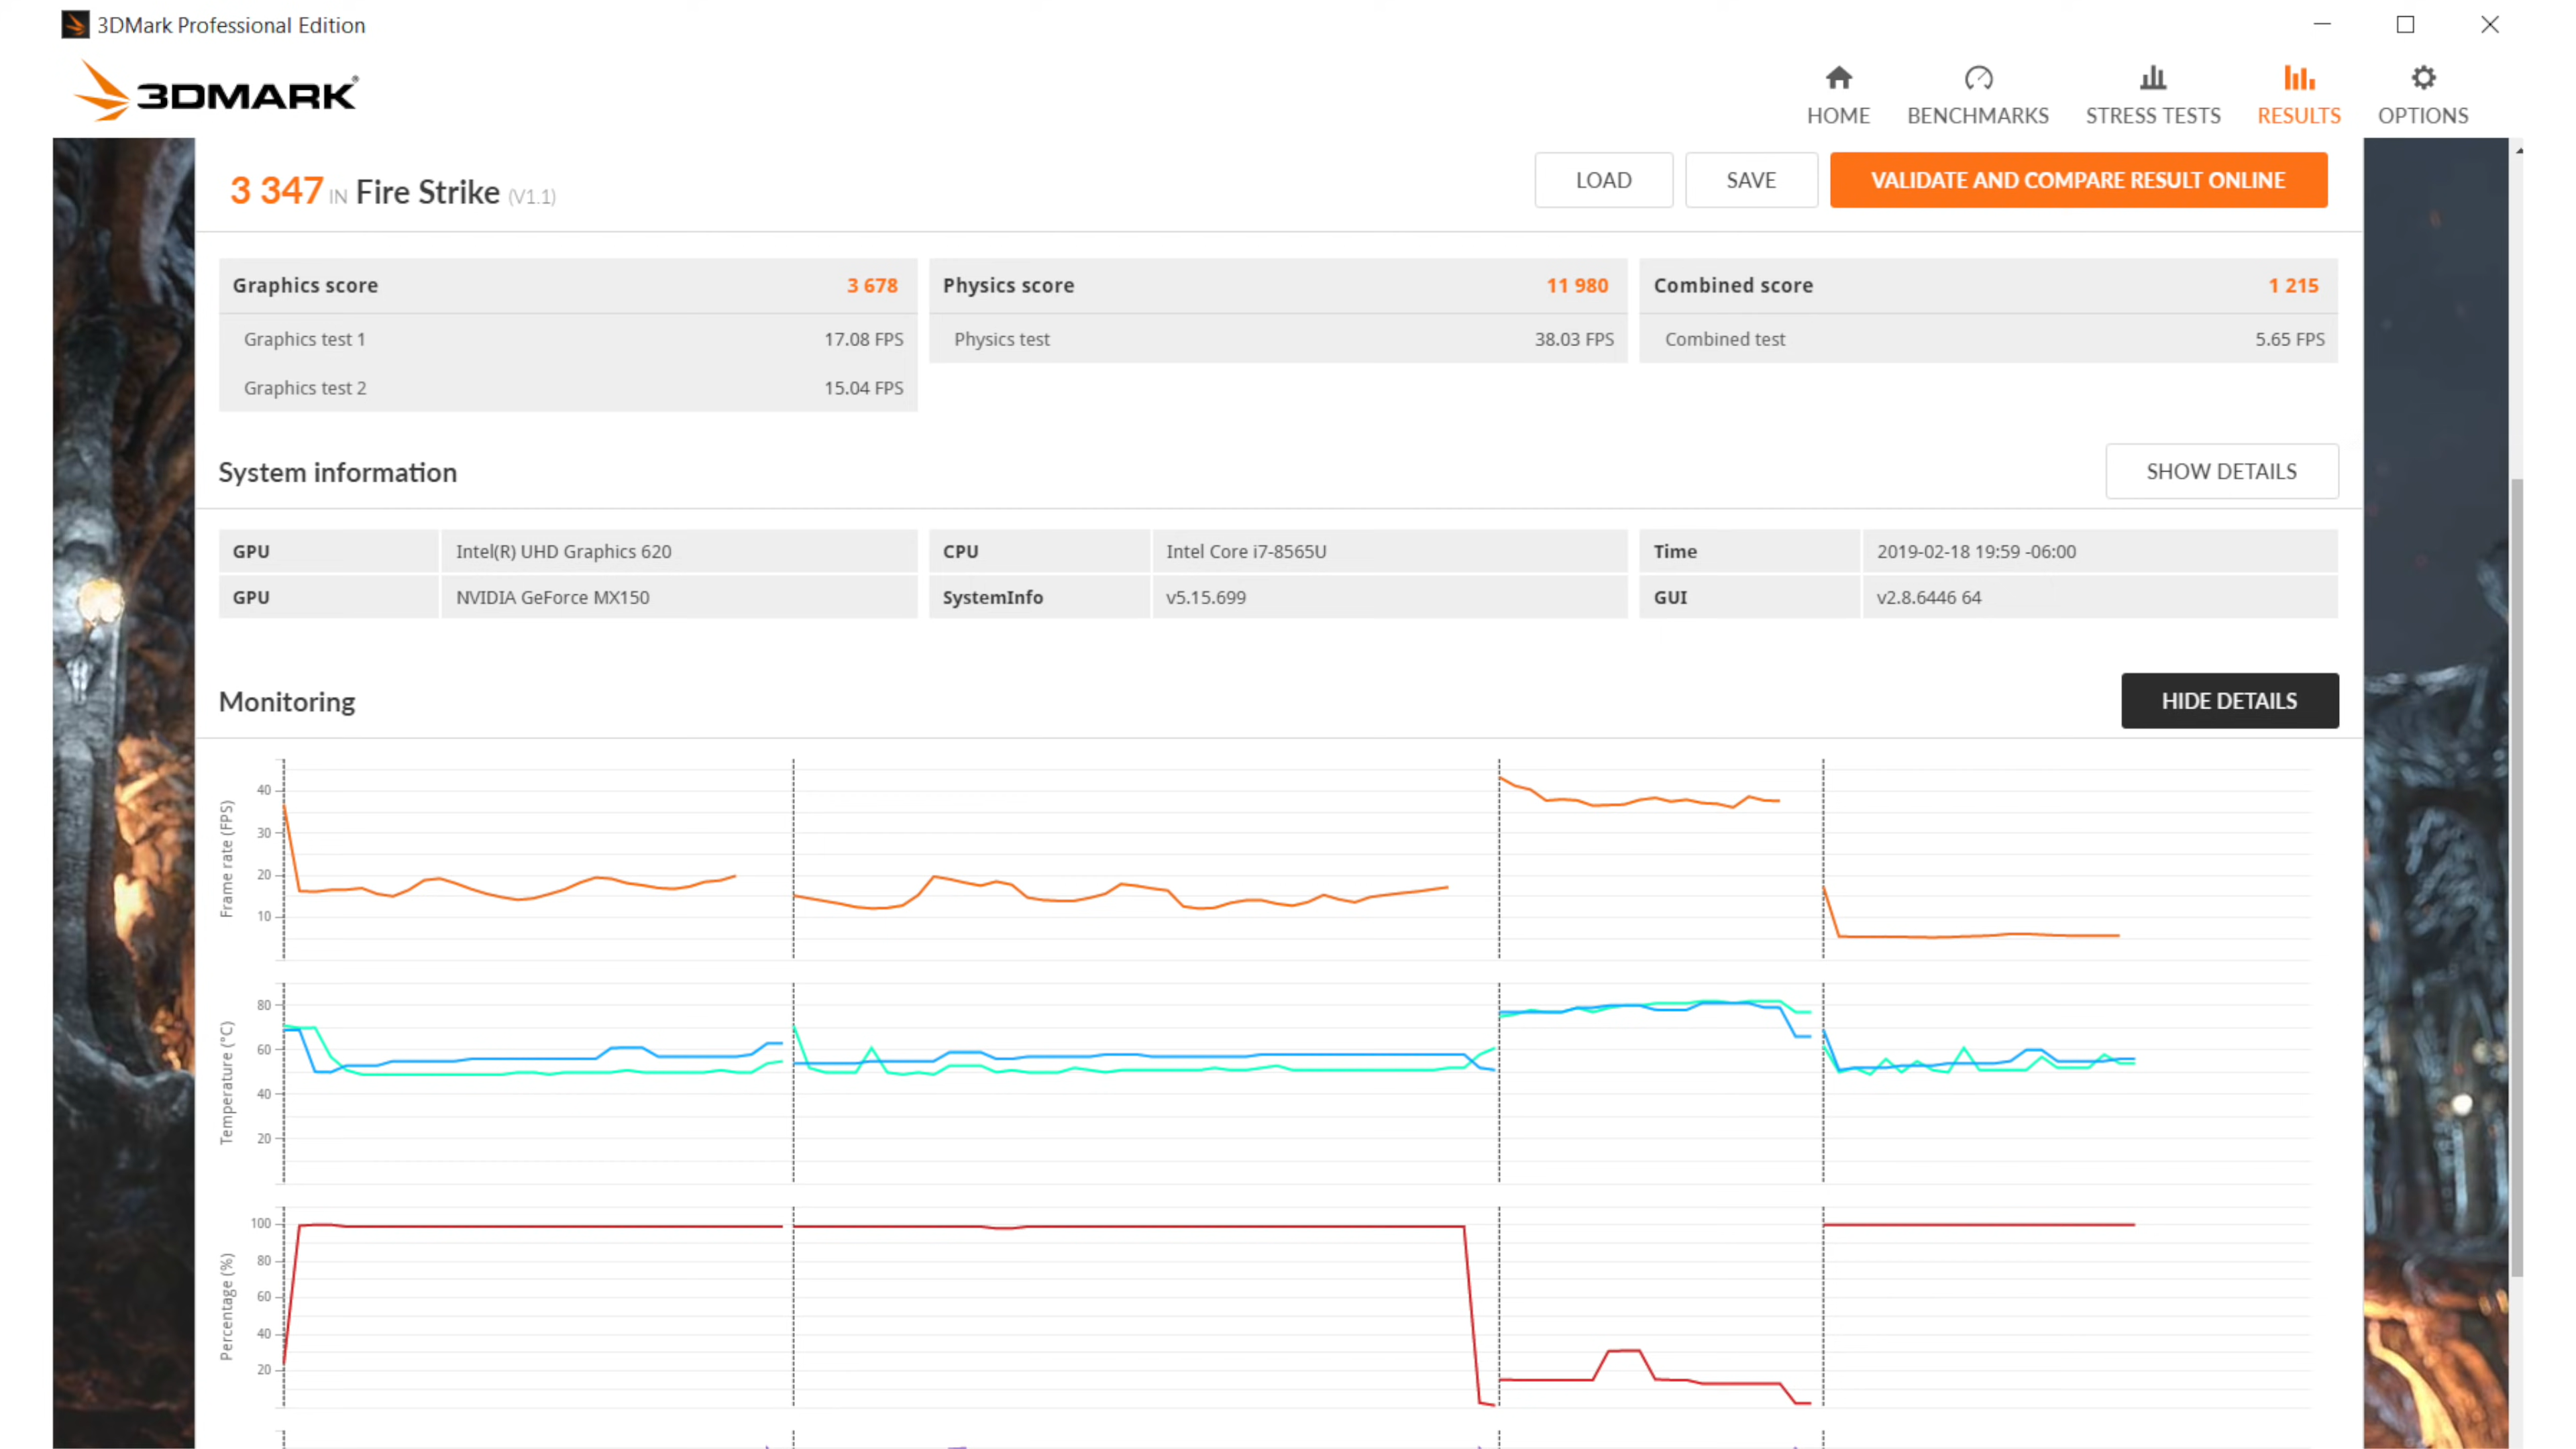 3DMark Professional Edition
3DMARK®
HOME BENCHMARKS STRESS TESTS RESULTS OPTIONS
3 347 IN Fire Strike (V1.1)
LOAD SAVE VALIDATE AND COMPARE RESULT ONLINE
Graphics score 3 678 Physics score 11 980 Combined score 1 215
Graphics test 1 17.08 FPS Physics test 38.03 FPS Combined test 5.65 FPS
Graphics test 2 15.04 FPS
System information SHOW DETAILS
GPU Intel(R) UHD Graphics 620 CPU Intel Core i7-8565U Time 2019-02-18 19:59 -06:00
GPU NVIDIA GeForce MX150 SystemInfo v5.15.699 GUI v2.8.6446 64
Monitoring HIDE DETAILS
Frame rate (FPS)
40
30
20
10
Temperature (°C)
80
60
40
20
Percentage (%)
100
80
60
40
20